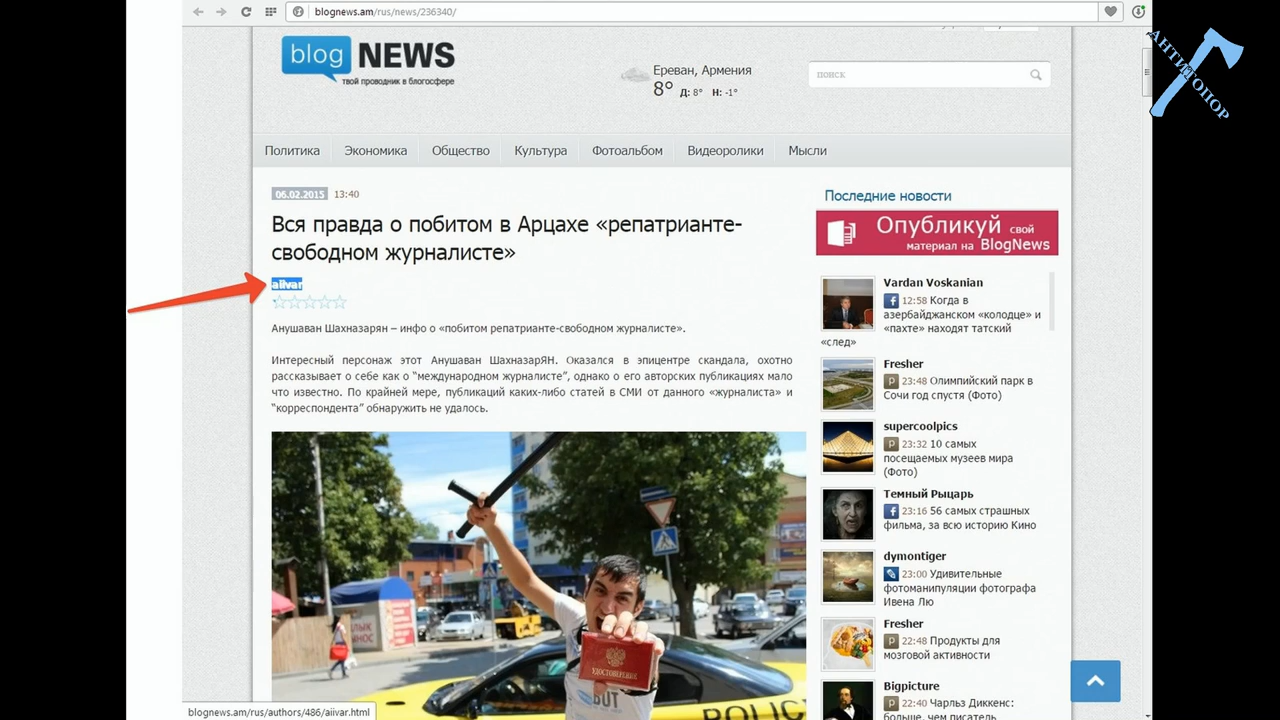 blognews.am/rus/news/236340/
АНТИТОПОР
blog NEWS
твой проводник в блогосфере
Ереван, Армения
8° Д: 8° Н: -1°
поиск
Политика Экономика Общество Культура Фотоальбом Видеоролики Мысли
06.02.2015 13:40
Вся правда о побитом в Арцахе «репатрианте-
свободном журналисте»
aiivar
Анушаван Шахназарян – инфо о «побитом репатрианте-свободном журналисте».
Интересный персонаж этот Анушаван ШахназарЯН. Оказался в эпицентре скандала, охотно
рассказывает о себе как о “международном журналисте”, однако о его авторских публикациях мало
что известно. По крайней мере, публикаций каких-либо статей в СМИ от данного «журналиста» и
“корреспондента” обнаружить не удалось.
УДОСТОВЕРЕНИЕ
BUT
POLIC
Последние новости
Опубликуй свой
материал на BlogNews
Vardan Voskanian
12:58 Когда в
азербайджанском «колодце» и
«пахте» находят татский
«след»
Fresher
23:48 Олимпийский парк в
Сочи год спустя (Фото)
supercoolpics
23:32 10 самых
посещаемых музеев мира
(Фото)
Темный Рыцарь
23:16 56 самых страшных
фильма, за всю историю Кино
dymontiger
23:00 Удивительные
фотоманипуляции фотографа
Ивена Лю
Fresher
22:48 Продукты для
мозговой активности
Bigpicture
22:40 Чарльз Диккенс:
больше, чем писатель
blognews.am/rus/authors/486/aiivar.html